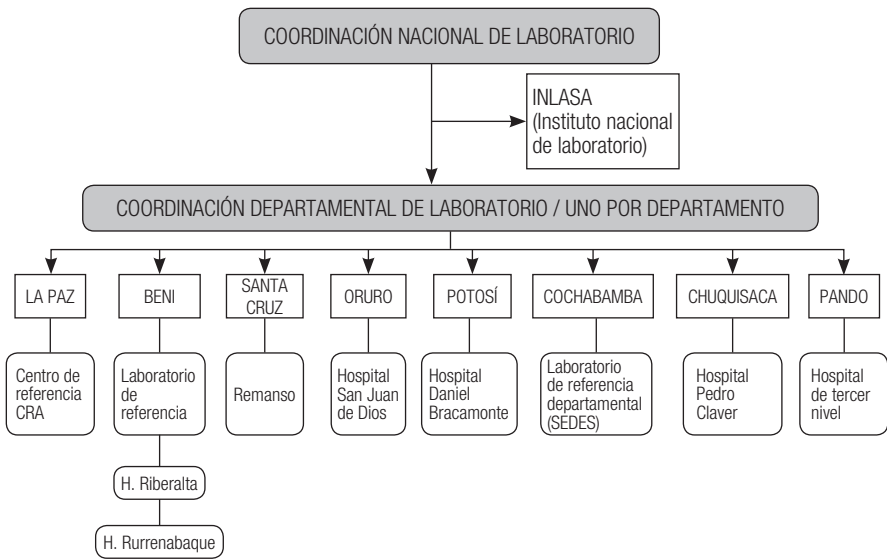 COORDINACIÓN NACIONAL DE LABORATORIO
INLASA
(Instituto nacional
de laboratorio)
COORDINACIÓN DEPARTAMENTAL DE LABORATORIO / UNO POR DEPARTAMENTO
LA PAZ
BENI
SANTA
CRUZ
ORURO
POTOSÍ
COCHABAMBA
CHUQUISACA
PANDO
Centro de
referencia
CRA
Laboratorio
de
referencia
Remanso
Hospital
San Juan
de Dios
Hospital
Daniel
Bracamonte
Laboratorio
de referencia
departamental
(SEDES)
Hospital
Pedro
Claver
Hospital
de tercer
nivel
H. Riberalta
H. Rurrenabaque